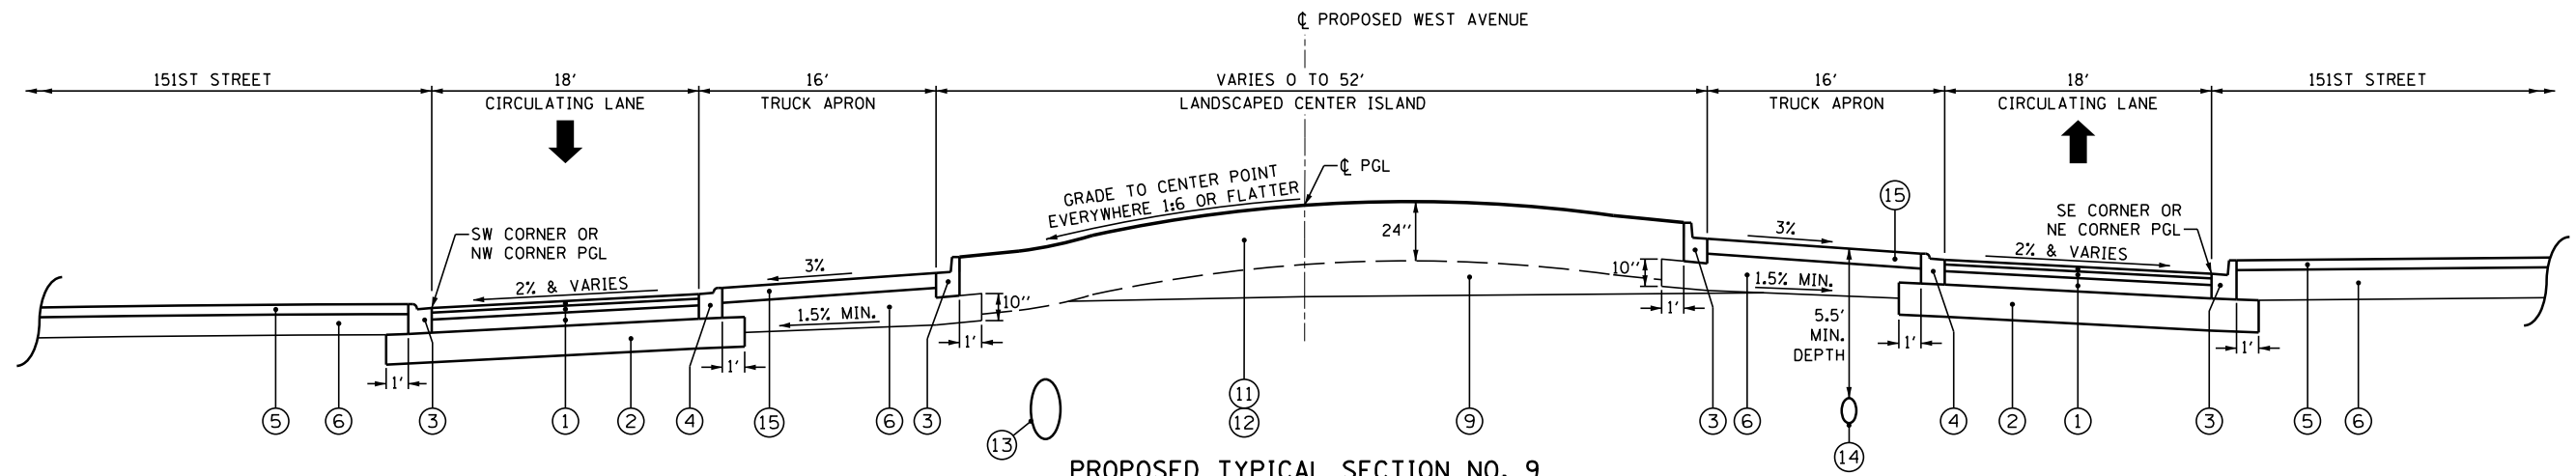 ℄ PROPOSED WEST AVENUE
151ST STREET
18'
CIRCULATING LANE
16'
TRUCK APRON
VARIES 0 TO 52'
LANDSCAPED CENTER ISLAND
16'
TRUCK APRON
18'
CIRCULATING LANE
151ST STREET
℄ PGL
GRADE TO CENTER POINT
EVERYWHERE 1:6 OR FLATTER
SW CORNER OR
NW CORNER PGL
2% & VARIES
3%
1.5% MIN.
10''
24''
10''
3%
15
1.5% MIN.
5.5'
MIN.
DEPTH
SE CORNER OR
NE CORNER PGL
2% & VARIES
1'
1'
1'
1'
1'
1'
5
6
3
1
2
4
15
6
3
13
11
12
9
3
6
14
4
2
1
3
5
6
PROPOSED TYPICAL SECTION NO. 9